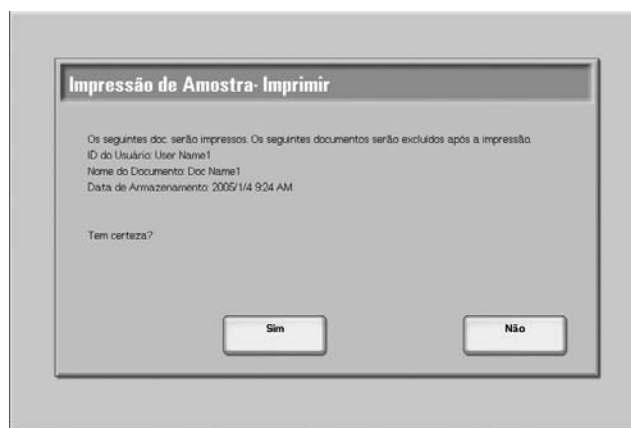 Impressão de Amostra- Imprimir
Os seguintes doc. serão impressos. Os seguintes documentos serão excluídos após a impressão.
ID do Usuário: User Name1
Nome do Documento: Doc Name1
Data de Armazenamento: 2005/1/4 9:24 AM
Tem certeza?
Sim
Não